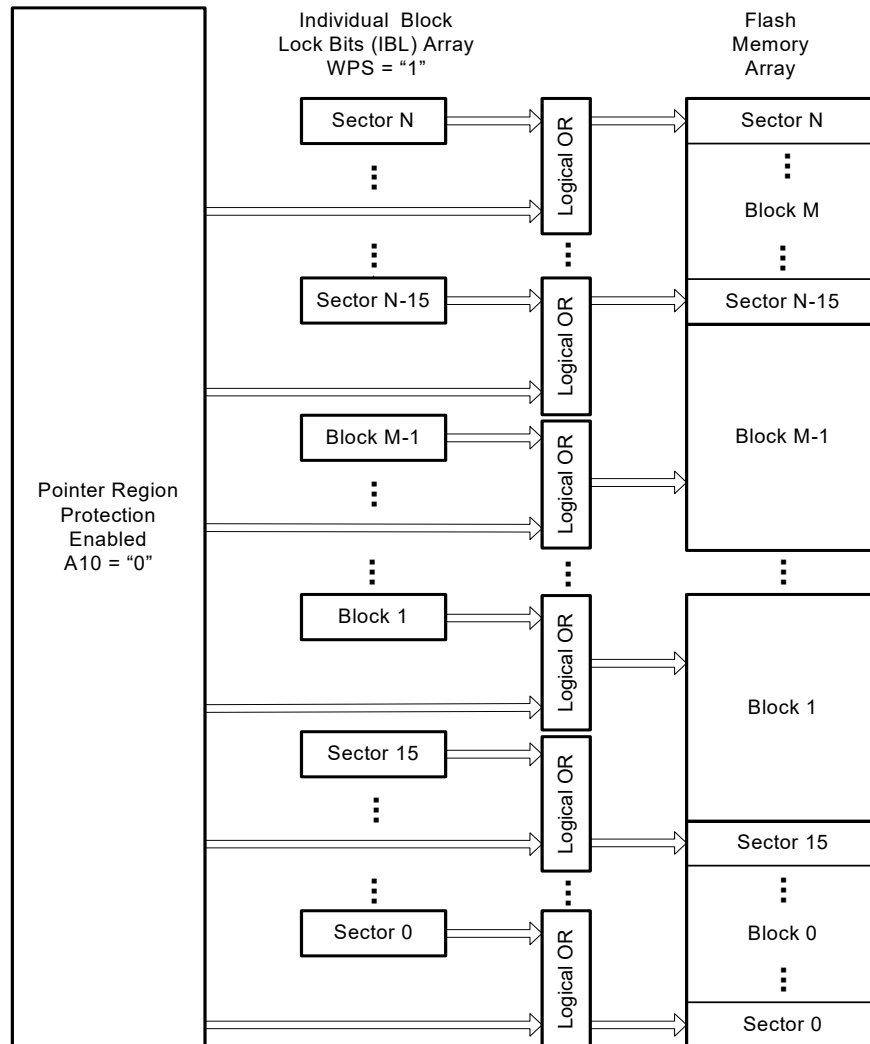 Individual Block
Lock Bits (IBL) Array
WPS = “1”
Flash
Memory
Array
Sector N
Logical OR
Sector N
Block M
Sector N-15
Logical OR
Sector N-15
Block M-1
Logical OR
Block M-1
Pointer Region
Protection
Enabled
A10 = “0”
Block 1
Logical OR
Block 1
Sector 15
Logical OR
Sector 15
Sector 0
Logical OR
Block 0
Sector 0